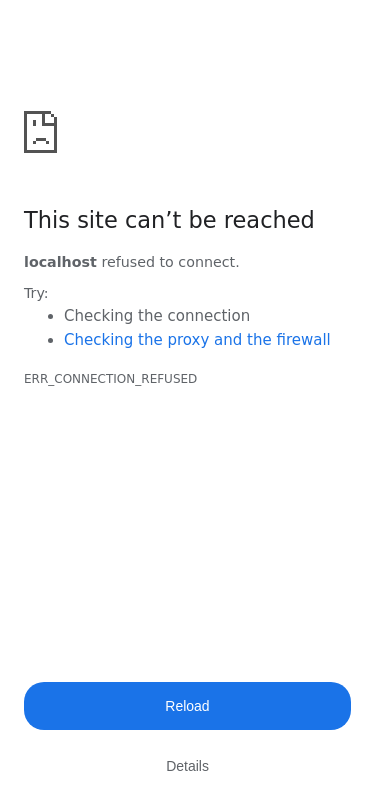 This site can’t be reached
localhost refused to connect.
Try:
Checking the connection
Checking the proxy and the firewall
ERR_CONNECTION_REFUSED
Reload
Details